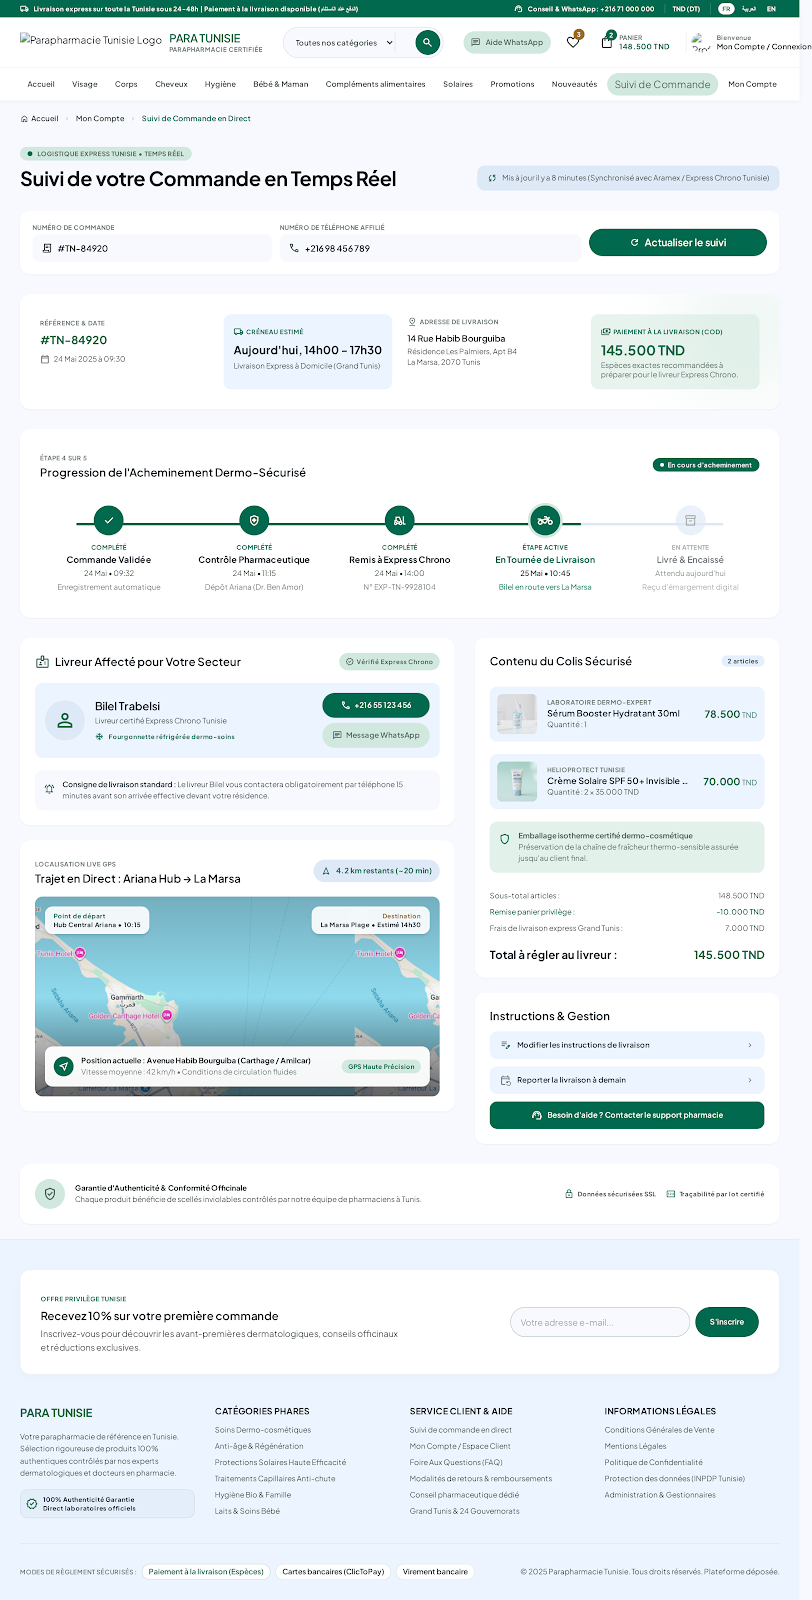 Livraison express sur toute la Tunisie sous 24-48h | Paiement à la livraison disponible (الدفع عند الاستلام)
Conseil & WhatsApp: +216 71 000 000
TND (DT)
FR
العربية
EN
Parapharmacie Tunisie Logo
PARA TUNISIE
PARAPHARMACIE CERTIFIÉE
Toutes nos catégories
Aide WhatsApp
3
2
PANIER
148.500 TND
Bienvenue
Mon Compte / Connexion
Accueil
Visage
Corps
Cheveux
Hygiène
Bébé & Maman
Compléments alimentaires
Solaires
Promotions
Nouveautés
Suivi de Commande
Mon Compte
Accueil
Mon Compte
Suivi de Commande en Direct
LOGISTIQUE EXPRESS TUNISIE • TEMPS RÉEL
Suivi de votre Commande en Temps Réel
Mis à jour il y a 8 minutes (Synchronisé avec Aramex / Express Chrono Tunisie)
NUMÉRO DE COMMANDE
#TN-84920
NUMÉRO DE TÉLÉPHONE AFFILIÉ
+216 98 456 789
Actualiser le suivi
RÉFÉRENCE & DATE
#TN-84920
24 Mai 2025 à 09:30
CRÉNEAU ESTIMÉ
Aujourd'hui, 14h00 – 17h30
Livraison Express à Domicile (Grand Tunis)
ADRESSE DE LIVRAISON
14 Rue Habib Bourguiba
Résidence Les Palmiers, Apt B4
La Marsa, 2070 Tunis
PAIEMENT À LA LIVRAISON (COD)
145.500 TND
Espèces exactes recommandées à
préparer pour le livreur Express Chrono.
ÉTAPE 4 SUR 5
Progression de l'Acheminement Dermo-Sécurisé
En cours d'acheminement
COMPLÉTÉ
Commande Validée
24 Mai • 09:32
Enregistrement automatique
COMPLÉTÉ
Contrôle Pharmaceutique
24 Mai • 11:15
Dépôt Ariana (Dr. Ben Amor)
COMPLÉTÉ
Remis à Express Chrono
24 Mai • 14:00
N° EXP-TN-9928104
ÉTAPE ACTIVE
En Tournée de Livraison
25 Mai • 10:45
Bilel en route vers La Marsa
EN ATTENTE
Livré & Encaissé
Attendu aujourd'hui
Reçu d'émargement digital
Livreur Affecté pour Votre Secteur
Vérifié Express Chrono
Bilel Trabelsi
Livreur certifié Express Chrono Tunisie
Fourgonnette réfrigérée dermo-soins
+216 55 123 456
Message WhatsApp
Consigne de livraison standard : Le livreur Bilel vous contactera obligatoirement par téléphone 15
minutes avant son arrivée effective devant votre résidence.
LOCALISATION LIVE GPS
Trajet en Direct : Ariana Hub → La Marsa
4.2 km restants (~20 min)
Point de départ
Hub Central Ariana • 10:15
Destination
La Marsa Plage • Estimé 14h30
Tunis Hotel
Tunis Hotel
Sebkha Ariana
Sebkha Ariana
Gammarth
قمرت
Ga
Golden Carthage Hotel
Golden Ca
Position actuelle : Avenue Habib Bourguiba (Carthage / Amilcar)
Vitesse moyenne : 42 km/h • Conditions de circulation fluides
GPS Haute Précision
Carrefour La Marsa
Carrefour La
Contenu du Colis Sécurisé
2 articles
LABORATOIRE DERMO-EXPERT
Sérum Booster Hydratant 30ml
Quantité : 1
78.500 TND
HELIOPROTECT TUNISIE
Crème Solaire SPF 50+ Invisible ...
Quantité : 2 x 35.000 TND
70.000 TND
Emballage isotherme certifié dermo-cosmétique
Préservation de la chaîne de fraîcheur thermo-sensible assurée
jusqu'au client final.
Sous-total articles :
148.500 TND
Remise panier privilège :
-10.000 TND
Frais de livraison express Grand Tunis :
7.000 TND
Total à régler au livreur :
145.500 TND
Instructions & Gestion
Modifier les instructions de livraison
Reporter la livraison à demain
Besoin d'aide ? Contacter le support pharmacie
Garantie d'Authenticité & Conformité Officinale
Chaque produit bénéficie de scellés inviolables contrôlés par notre équipe de pharmaciens à Tunis.
Données sécurisées SSL
Traçabilité par lot certifié
OFFRE PRIVILÈGE TUNISIE
Recevez 10% sur votre première commande
Inscrivez-vous pour découvrir les avant-premières dermatologiques, conseils officinaux
et réductions exclusives.
Votre adresse e-mail...
S'inscrire
PARA TUNISIE
Votre parapharmacie de référence en Tunisie.
Sélection rigoureuse de produits 100%
authentiques contrôlés par nos experts
dermatologiques et docteurs en pharmacie.
100% Authenticité Garantie
Direct laboratoires officiels
CATÉGORIES PHARES
Soins Dermo-cosmétiques
Anti-âge & Régénération
Protections Solaires Haute Efficacité
Traitements Capillaires Anti-chute
Hygiène Bio & Famille
Laits & Soins Bébé
SERVICE CLIENT & AIDE
Suivi de commande en direct
Mon Compte / Espace Client
Foire Aux Questions (FAQ)
Modalités de retours & remboursements
Conseil pharmaceutique dédié
Grand Tunis & 24 Gouvernorats
INFORMATIONS LÉGALES
Conditions Générales de Vente
Mentions Légales
Politique de Confidentialité
Protection des données (INPDP Tunisie)
Administration & Gestionnaires
MODES DE RÈGLEMENT SÉCURISÉS :
Paiement à la livraison (Espèces)
Cartes bancaires (ClicToPay)
Virement bancaire
© 2025 Parapharmacie Tunisie. Tous droits réservés. Plateforme déposée.